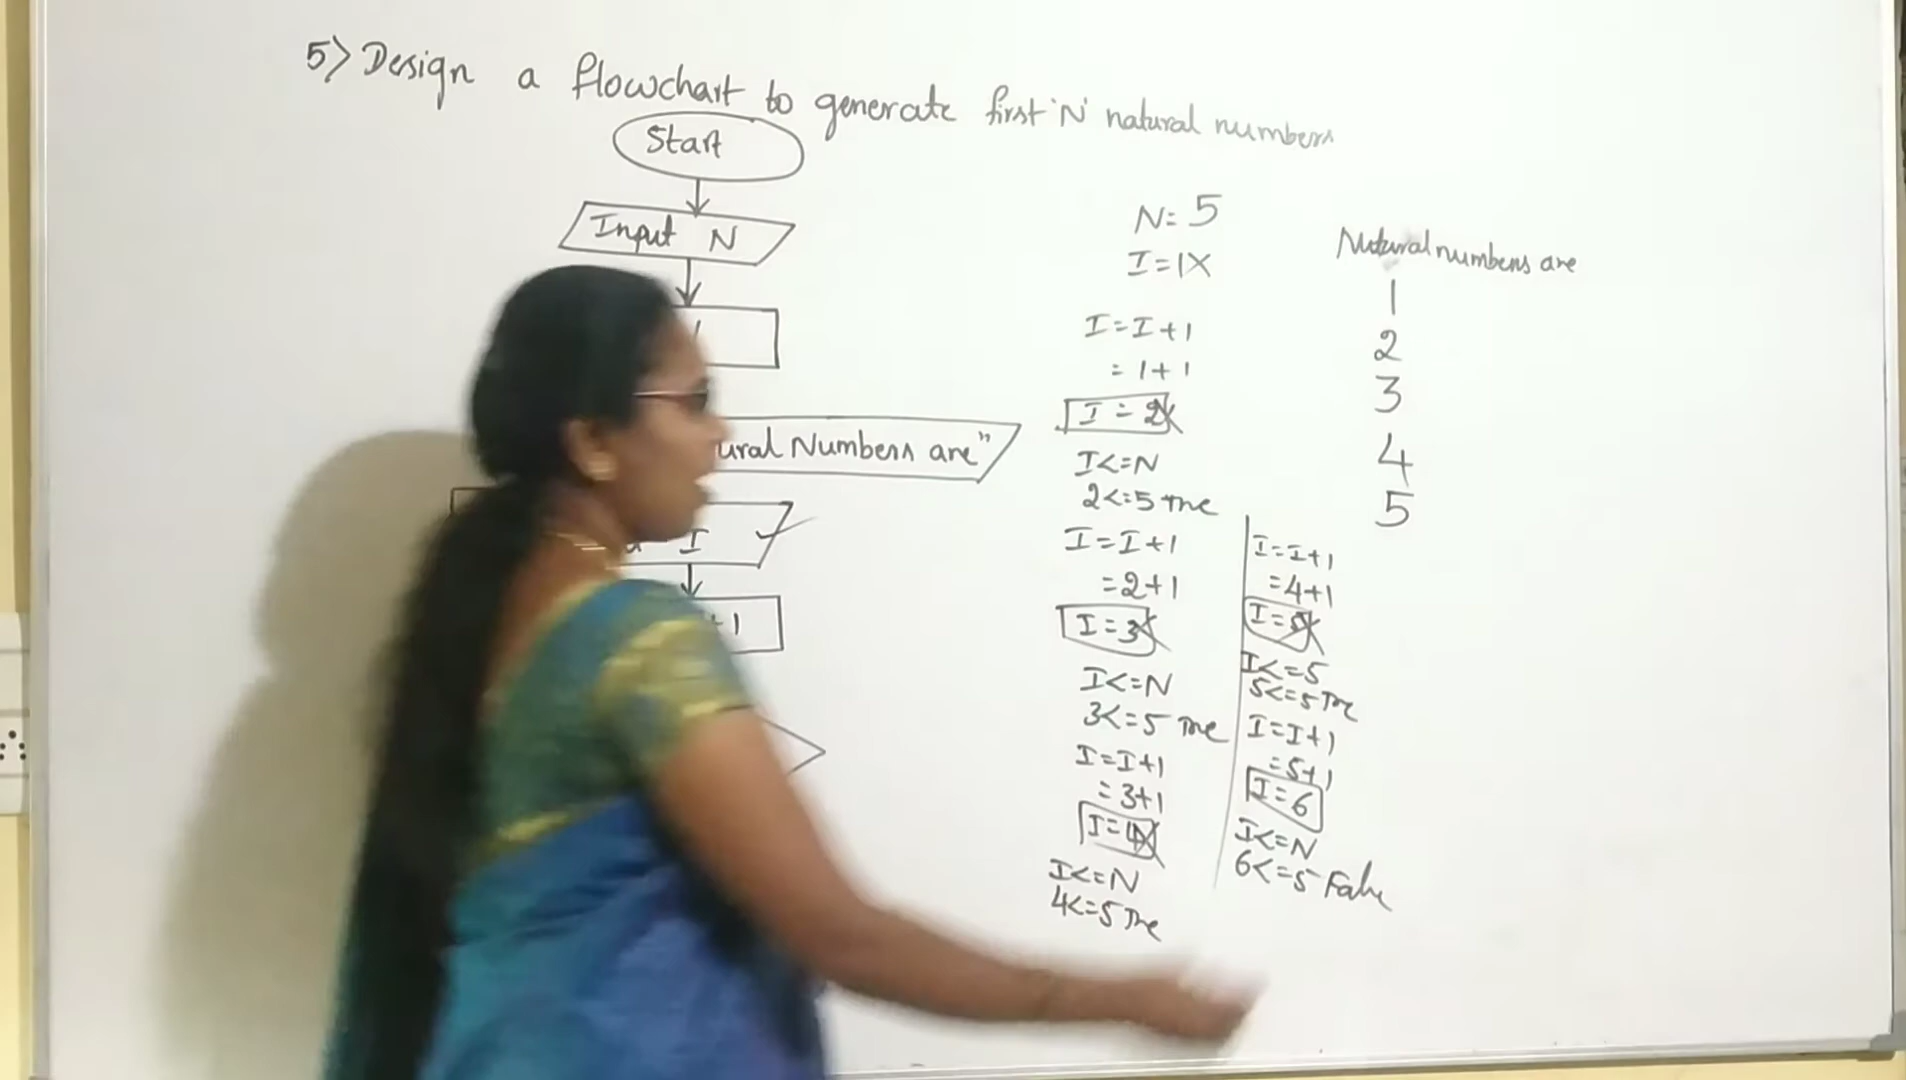 5) Design a flowchart to generate first 'N' natural numbers
Start
Input N
ural Numbers are"
I
+1
N=5
I=1X
I=I+1
=1+1
I=2
I<=N
2<=5 True
I=I+1
=2+1
I=3
I<=N
3<=5 True
I=I+1
=3+1
I=4
I<=N
4<=5 True
I=I+1
=4+1
I=5
I<=5
5<=5 True
I=I+1
=5+1
I=6
I<=N
6<=5 False
Natural numbers are
1
2
3
4
5